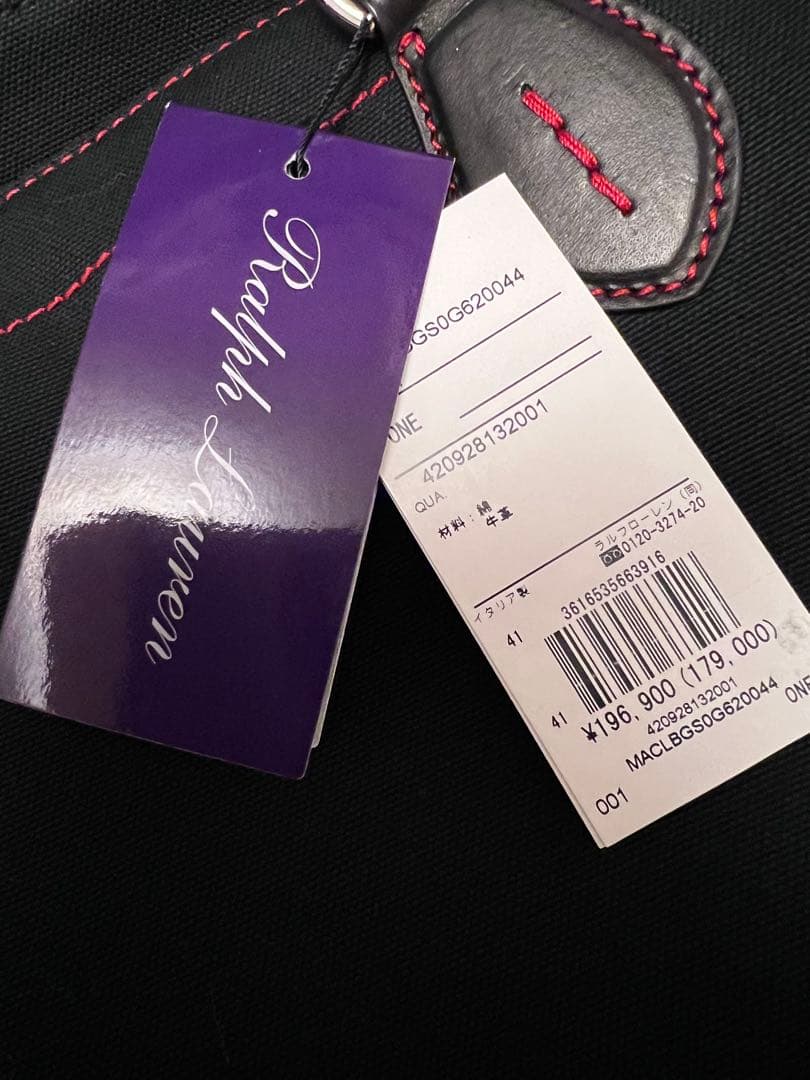 Ralph Lauren
GS0G620044
ONE
420928132001
QUA.
材料：綿
牛革
ラルフローレン（同）
0120-3274-20
イタリア製
41
3616535663916
41
¥196,900(179,000)
420928132001
MACLBGS0G620044
ONE
001